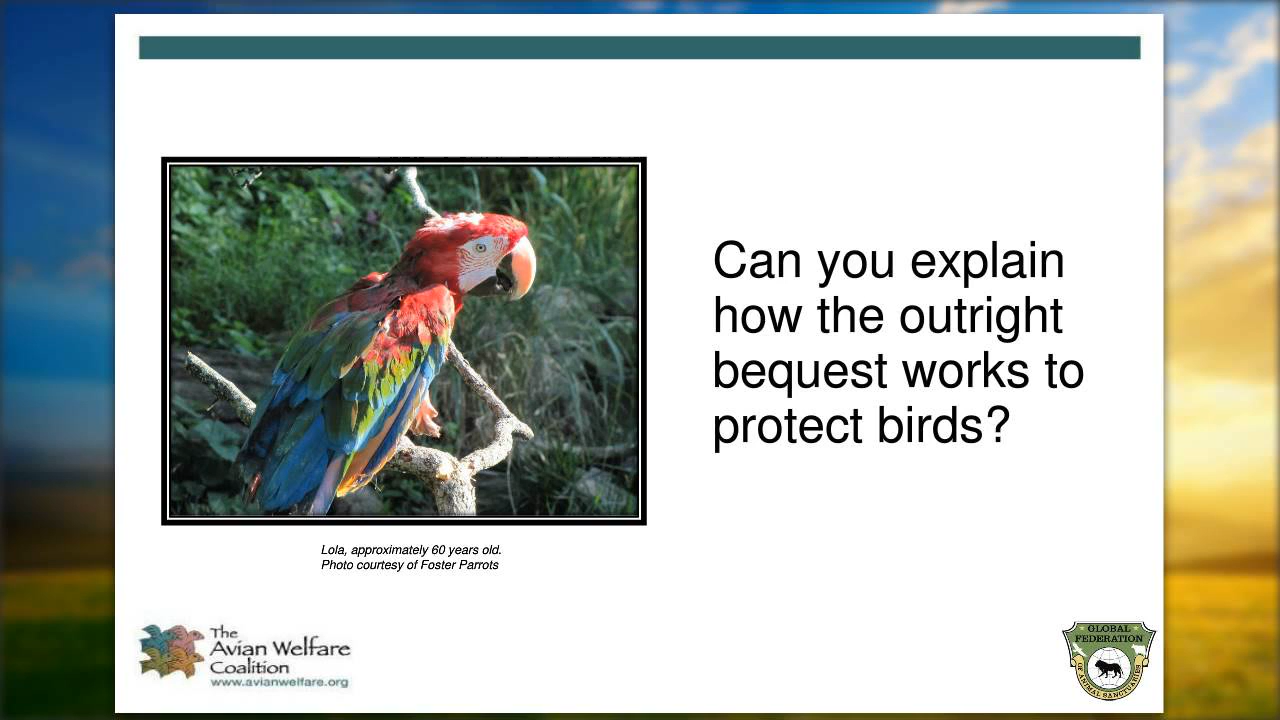 Can you explain
how the outright
bequest works to
protect birds?
Lola, approximately 60 years old.
Photo courtesy of Foster Parrots
The
Avian Welfare
Coalition
www.avianwelfare.org
GLOBAL
FEDERATION
OF ANIMAL SANCTUARIES